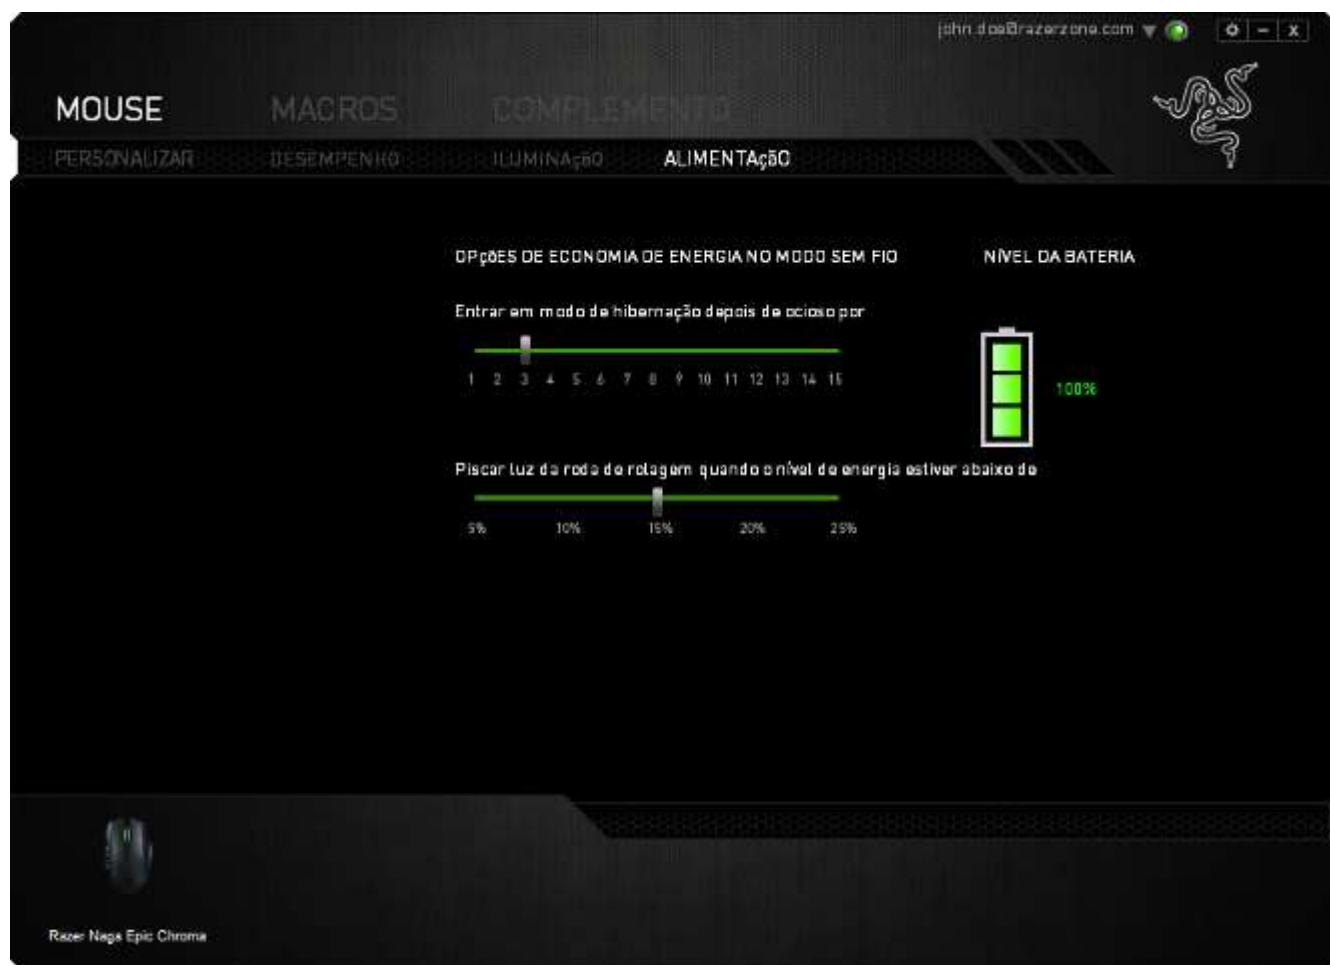 john.doe@razerzone.com
MOUSE MACROS COMPLEMENTO
PERSONALIZAR DESEMPENHO ILUMINAçãO ALIMENTAçãO
OPçõES DE ECONOMIA DE ENERGIA NO MODO SEM FIO
NÍVEL DA BATERIA
Entrar em modo de hibernação depois de ocioso por
1 2 3 4 5 6 7 8 9 10 11 12 13 14 15
100%
Piscar luz da roda de rolagem quando o nível de energia estiver abaixo de
5% 10% 15% 20% 25%
Razer Naga Epic Chroma